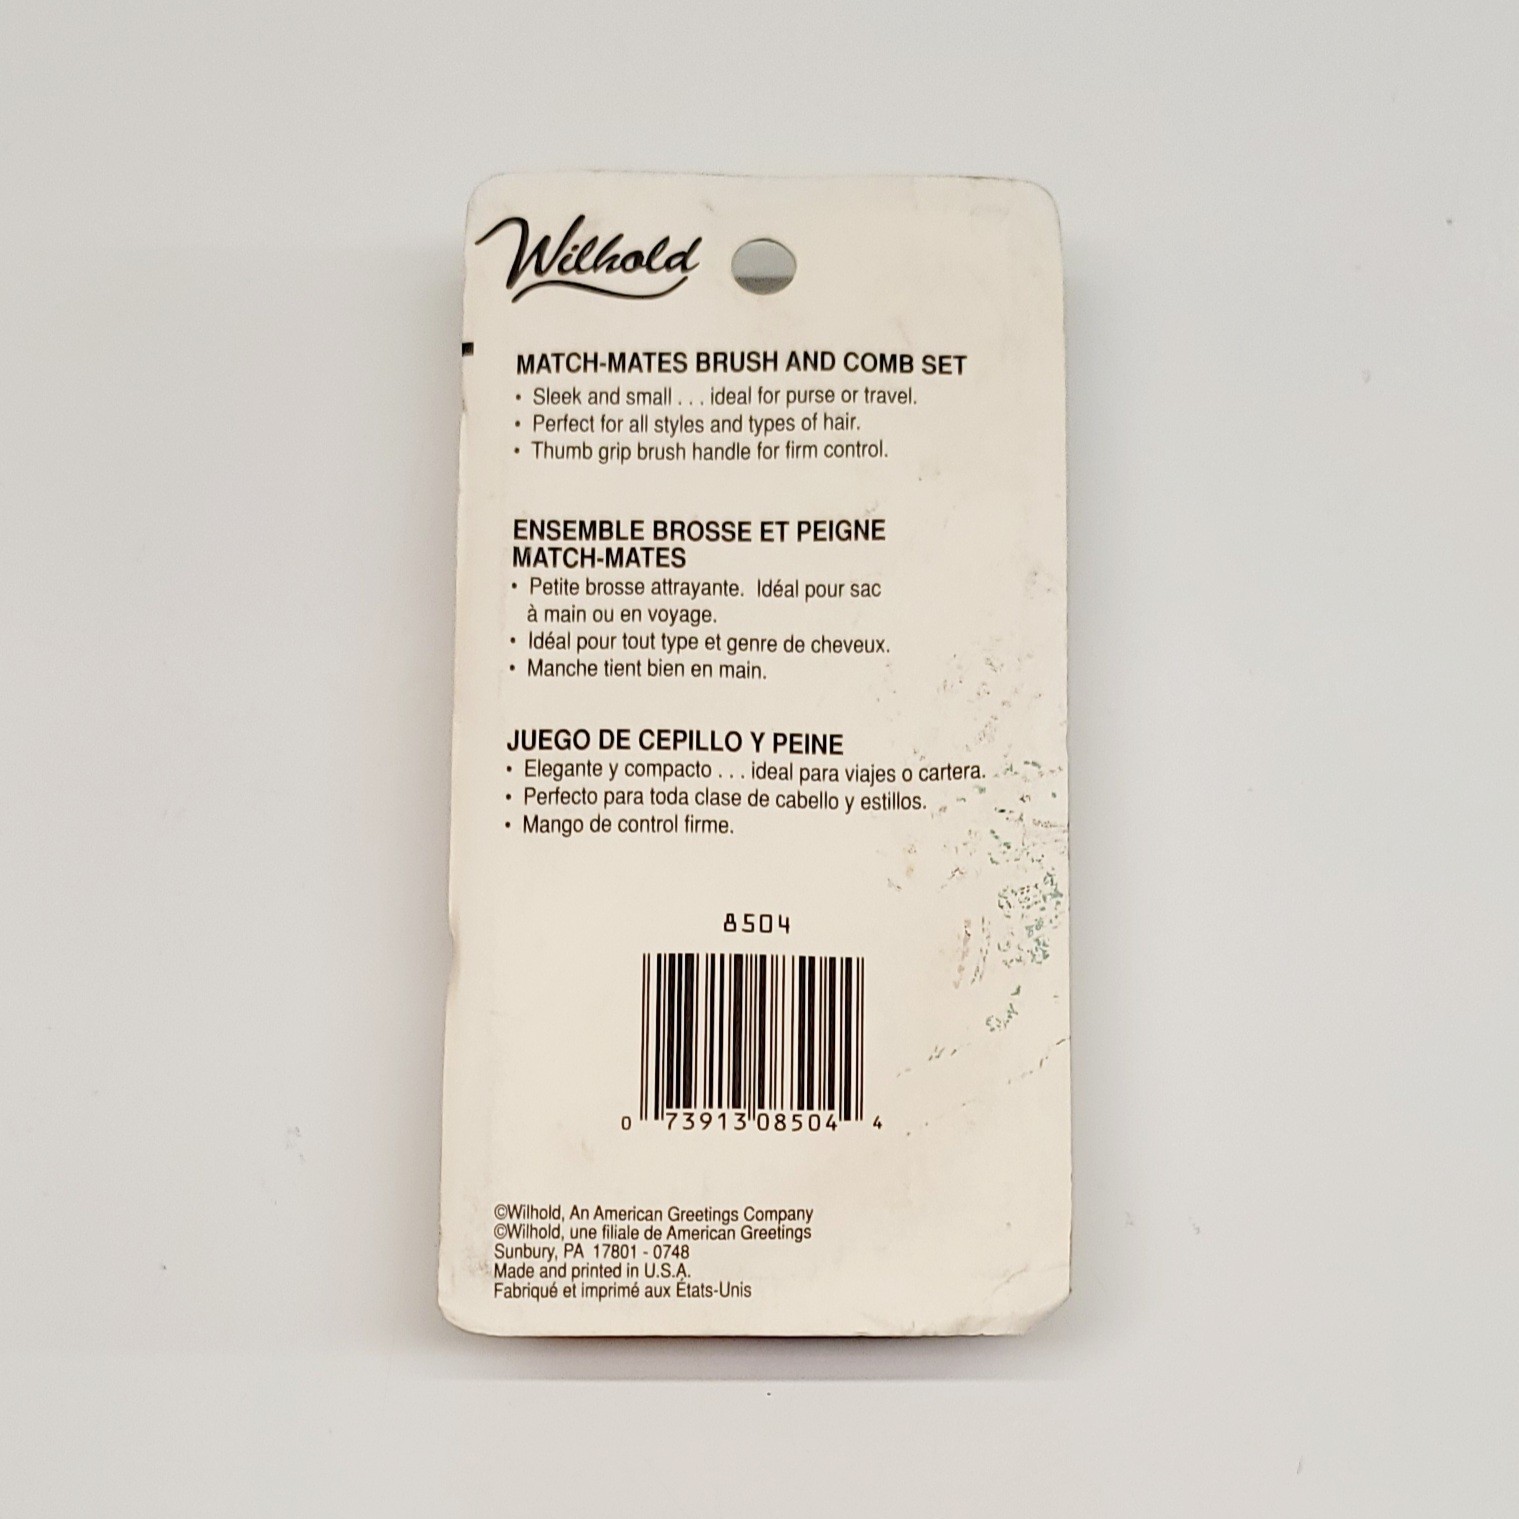 Wilhold
MATCH-MATES BRUSH AND COMB SET
• Sleek and small . . . ideal for purse or travel.
• Perfect for all styles and types of hair.
• Thumb grip brush handle for firm control.
ENSEMBLE BROSSE ET PEIGNE
MATCH-MATES
• Petite brosse attrayante. Idéal pour sac
à main ou en voyage.
• Idéal pour tout type et genre de cheveux.
• Manche tient bien en main.
JUEGO DE CEPILLO Y PEINE
• Elegante y compacto . . . ideal para viajes o cartera.
• Perfecto para toda clase de cabello y estillos.
• Mango de control firme.
8504
0 73913 08504 4
©Wilhold, An American Greetings Company
©Wilhold, une filiale de American Greetings
Sunbury, PA 17801 - 0748
Made and printed in U.S.A.
Fabriqué et imprimé aux États-Unis